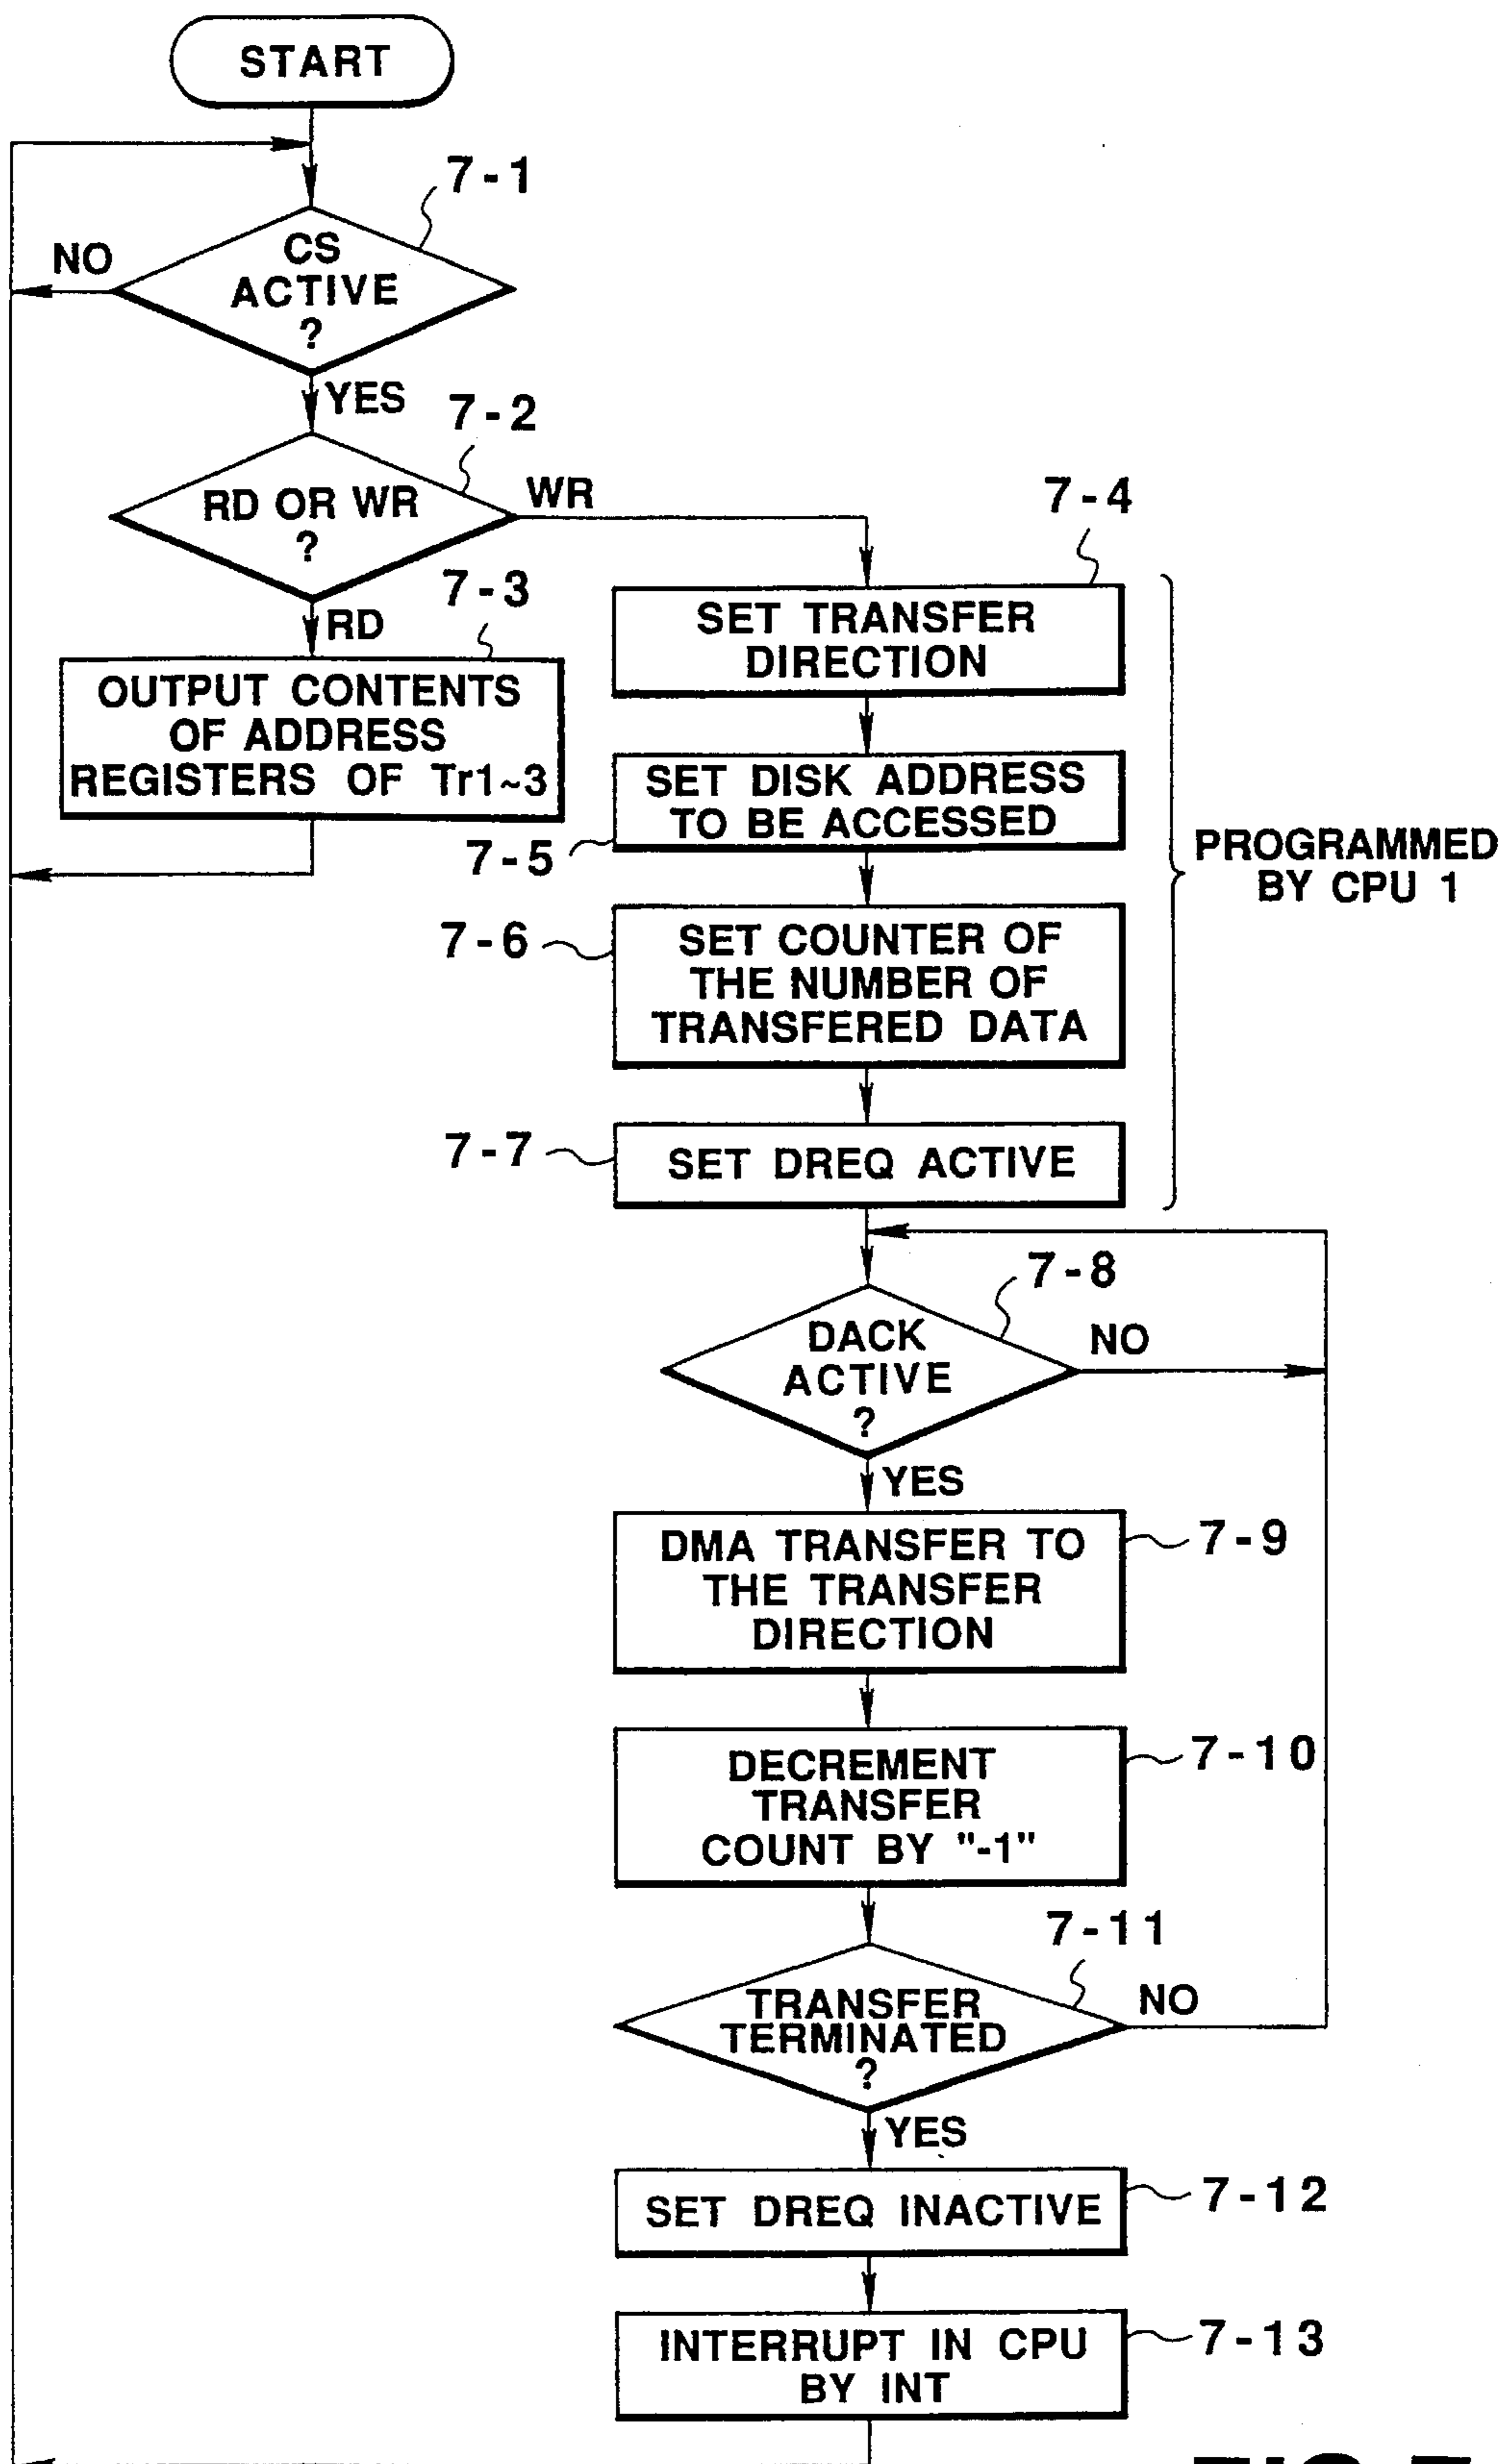 START
7-1
CS
ACTIVE
?
NO
YES
7-2
RD OR WR
?
WR
RD
7-3
OUTPUT CONTENTS
OF ADDRESS
REGISTERS OF Tr1~3
7-4
SET TRANSFER
DIRECTION
SET DISK ADDRESS
TO BE ACCESSED
7-5
PROGRAMMED
BY CPU 1
7-6
SET COUNTER OF
THE NUMBER OF
TRANSFERED DATA
7-7
SET DREQ ACTIVE
7-8
DACK
ACTIVE
?
NO
YES
DMA TRANSFER TO
THE TRANSFER
DIRECTION
7-9
DECREMENT
TRANSFER
COUNT BY "-1"
7-10
7-11
TRANSFER
TERMINATED
?
NO
YES
SET DREQ INACTIVE
7-12
INTERRUPT IN CPU
BY INT
7-13